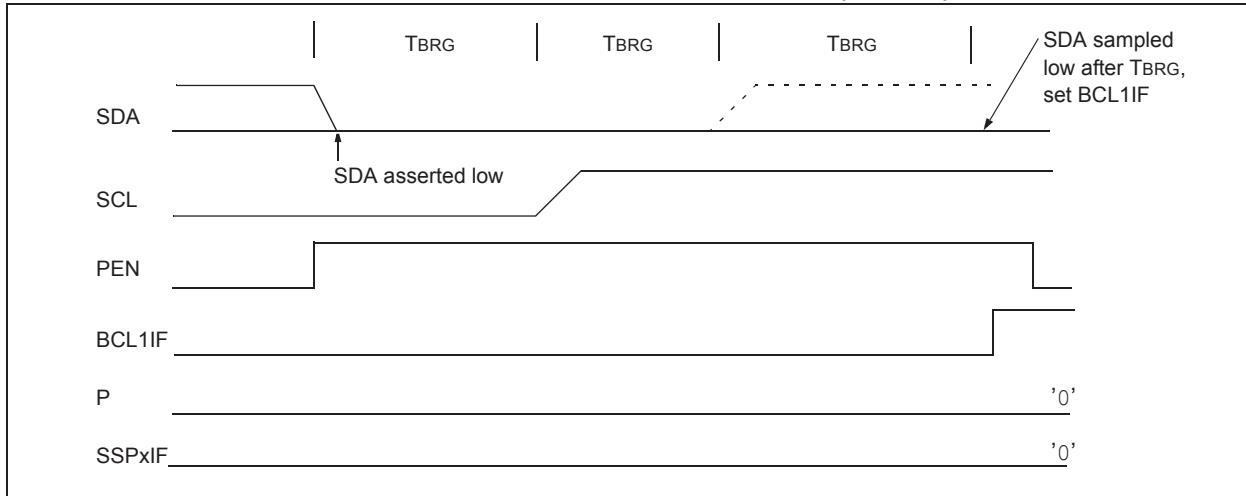 TBRG TBRG TBRG
SDA sampled
low after TBRG,
set BCL1IF
SDA
SDA asserted low
SCL
PEN
BCL1IF
P '0'
SSPxIF '0'